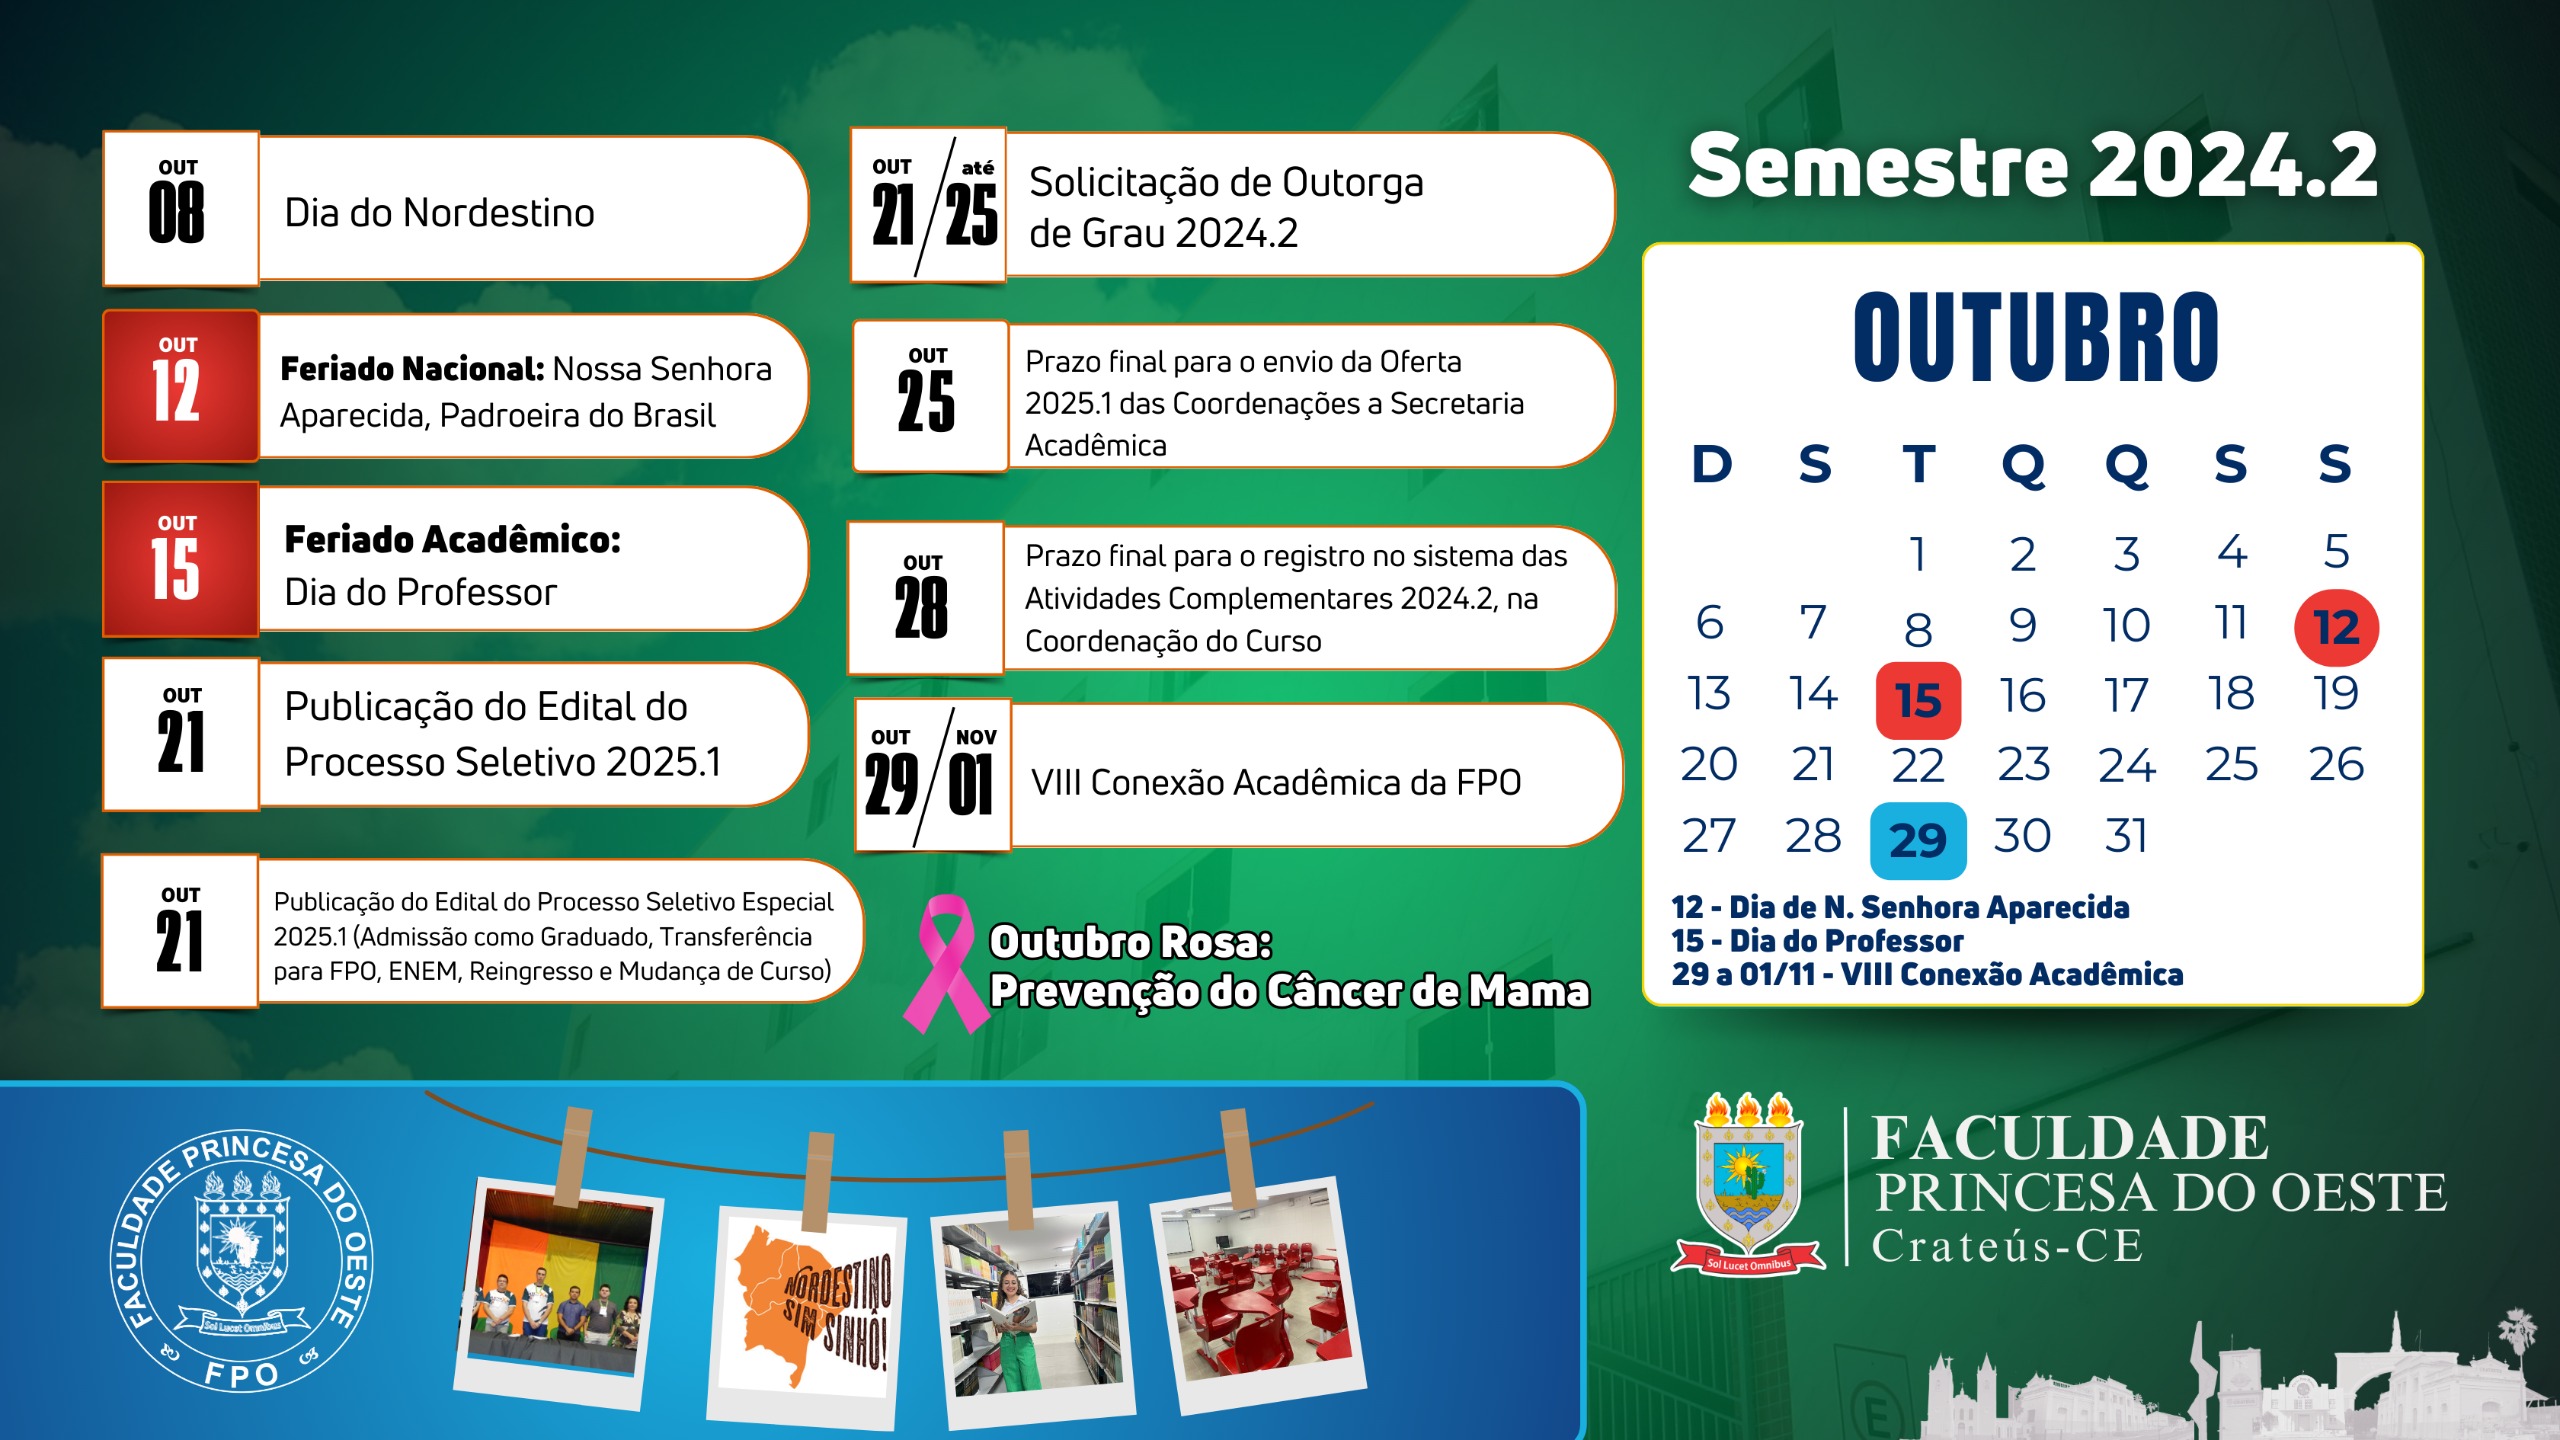 OUT
08
Dia do Nordestino
OUT
12
Feriado Nacional: Nossa Senhora
Aparecida, Padroeira do Brasil
OUT
15
Feriado Acadêmico:
Dia do Professor
OUT
21
Publicação do Edital do
Processo Seletivo 2025.1
OUT
21
Publicação do Edital do Processo Seletivo Especial
2025.1 (Admissão como Graduado, Transferência
para FPO, ENEM, Reingresso e Mudança de Curso)
OUT até
21/25
Solicitação de Outorga
de Grau 2024.2
OUT
25
Prazo final para o envio da Oferta
2025.1 das Coordenações a Secretaria
Acadêmica
OUT
28
Prazo final para o registro no sistema das
Atividades Complementares 2024.2, na
Coordenação do Curso
OUT NOV
29/01
VIII Conexão Acadêmica da FPO
Outubro Rosa:
Prevenção do Câncer de Mama
Semestre 2024.2
OUTUBRO
D S T Q Q S S
1 2 3 4 5
6 7 8 9 10 11 12
13 14 15 16 17 18 19
20 21 22 23 24 25 26
27 28 29 30 31
12 - Dia de N. Senhora Aparecida
15 - Dia do Professor
29 a 01/11 - VIII Conexão Acadêmica
FACULDADE PRINCESA DO OESTE
Sol Lucet Omnibus
FPO
NORDESTINO
SIM SINHÔ!
Sol Lucet Omnibus
FACULDADE
PRINCESA DO OESTE
Crateús-CE
E